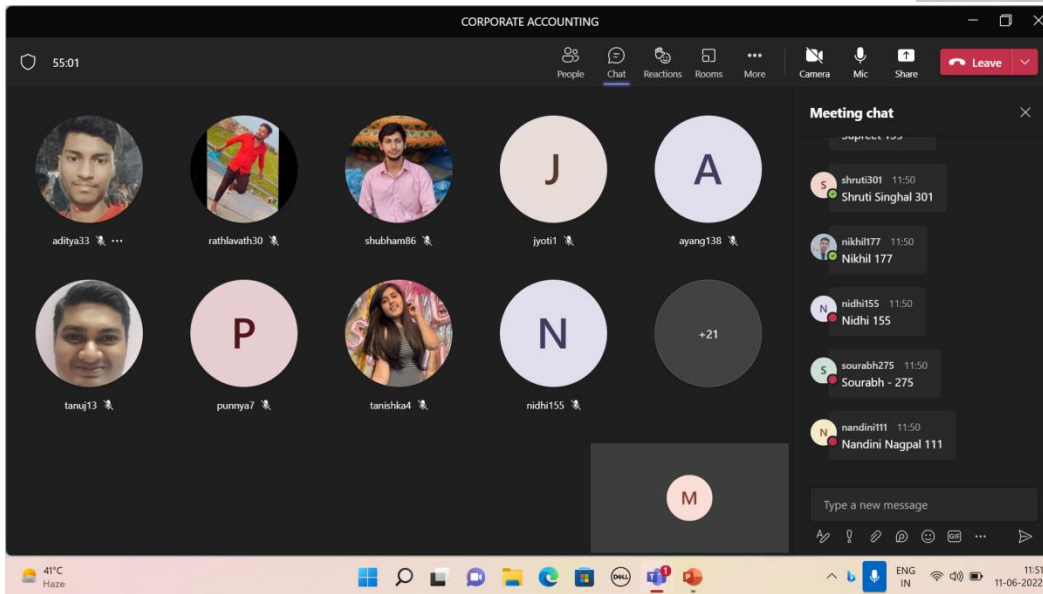 CORPORATE ACCOUNTING
55:01
People
Chat
Reactions
Rooms
More
Camera
Mic
Share
Leave
J
A
aditya33
rathlavath30
shubham86
jyoti1
ayang138
P
N
+21
tanuj13
punnya7
tanishka4
nidhi155
M
Meeting chat
S
shruti301 11:50
Shruti Singhal 301
nikhil177 11:50
Nikhil 177
N
nidhi155 11:50
Nidhi 155
S
sourabh275 11:50
Sourabh - 275
N
nandini111 11:50
Nandini Nagpal 111
Type a new message
GIF
41°C
Haze
DELL
1
ENG
IN
11:51
11-06-2022